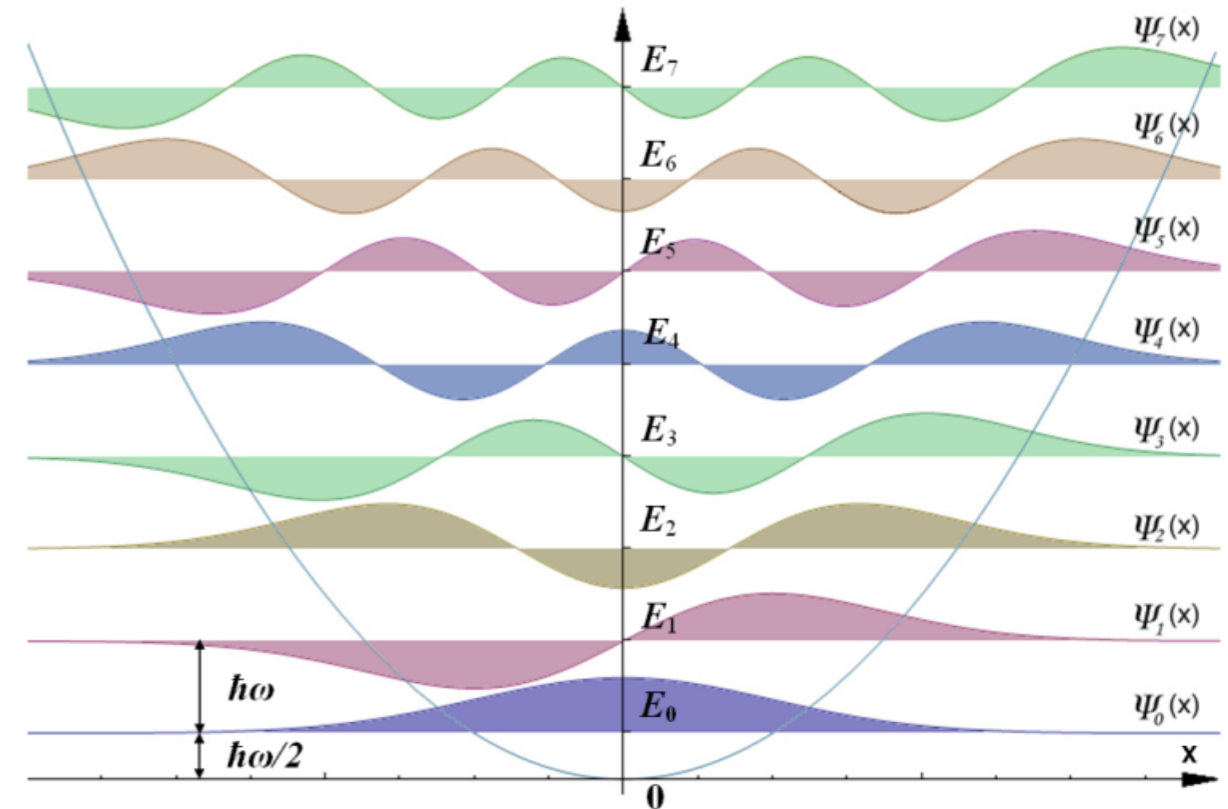 E₇ Ψ₇(x)
E₆ Ψ₆(x)
E₅ Ψ₅(x)
E₄ Ψ₄(x)
E₃ Ψ₃(x)
E₂ Ψ₂(x)
E₁ Ψ₁(x)
ħω
E₀ Ψ₀(x)
ħω/2
x
0